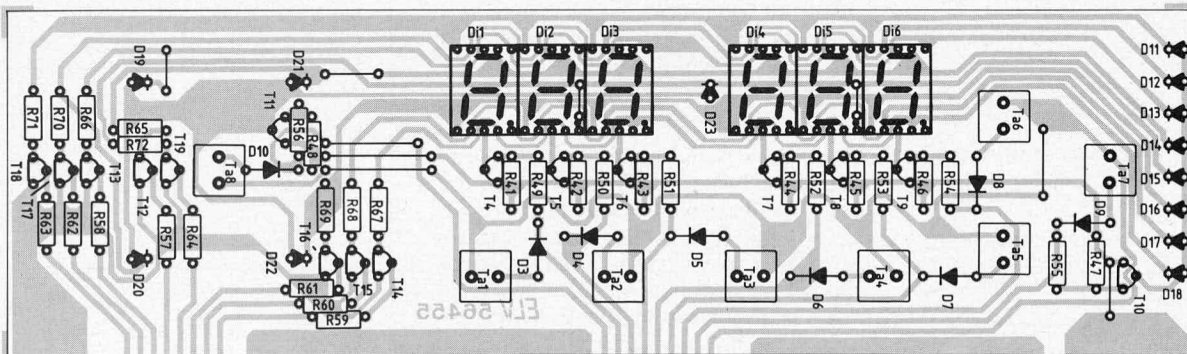 Di1 Di2 Di3 Di4 Di5 Di6
D19 D21 D23 D11
D12
D13
D14
D15
D16
D17
D18
R71 R70 R66 R65 R72 T19 T11 R56 R48 D10
T18 T17 T13 T12 Ta8
R63 R62 R58 R57 R64
D20 D22 T16 R69 R68 R67
R61 R60 R59 T15 T14
T4 R41 R49 T5 R42 R50 T6 R43 R51
T7 R44 R52 T8 R45 R53 T9 R46 R54
D8 Ta6 Ta7 D9
Ta1 D3 D4 Ta2 D5 Ta3 D6 Ta4 D7 Ta5
R55 R47 T10
ELV 56455